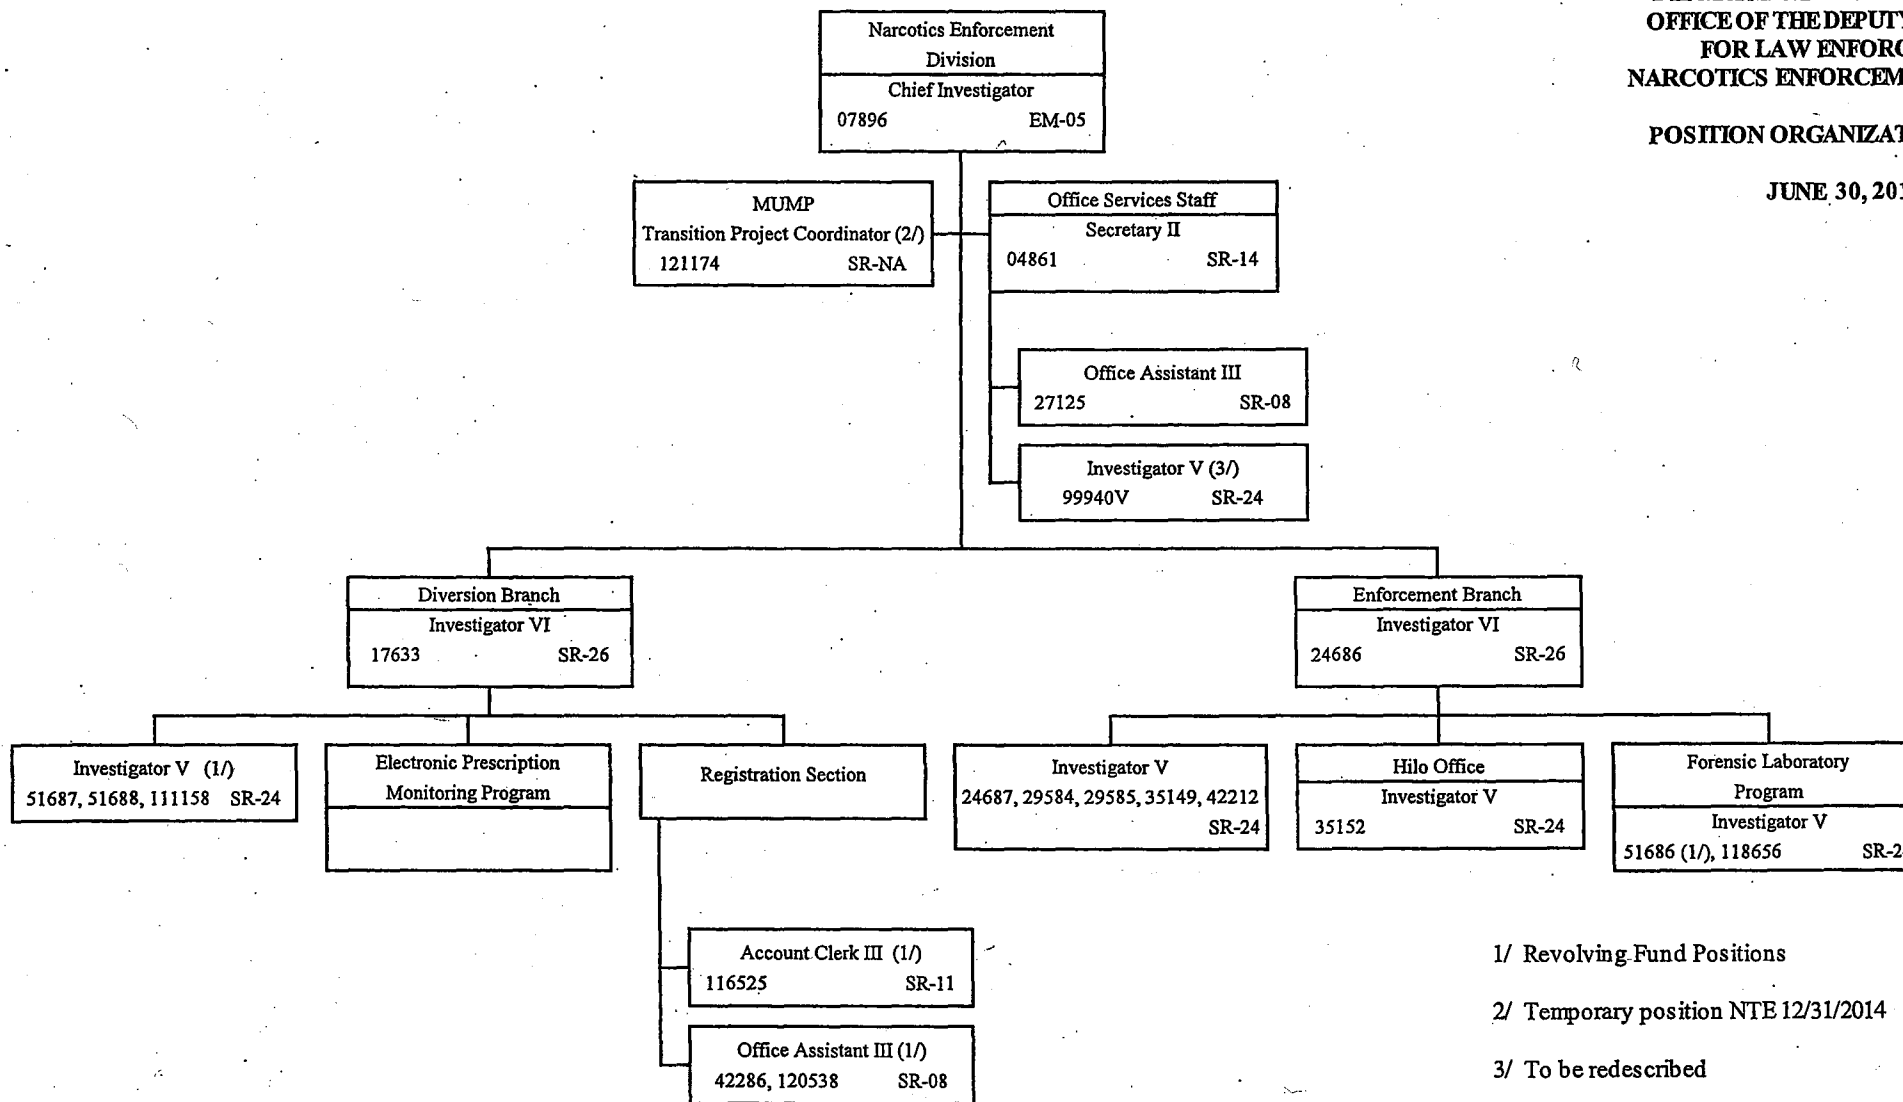 OFFICE OF THE DEPUTY
FOR LAW ENFORC
NARCOTICS ENFORCEM
POSITION ORGANIZAT
JUNE 30, 201
Narcotics Enforcement
Division
Chief Investigator
07896 EM-05
MUMP
Transition Project Coordinator (2/)
121174 SR-NA
Office Services Staff
Secretary II
04861 SR-14
Office Assistant III
27125 SR-08
Investigator V (3/)
99940V SR-24
Diversion Branch
Investigator VI
17633 SR-26
Enforcement Branch
Investigator VI
24686 SR-26
Investigator V (1/)
51687, 51688, 111158 SR-24
Electronic Prescription
Monitoring Program
Registration Section
Investigator V
24687, 29584, 29585, 35149, 42212
SR-24
Hilo Office
Investigator V
35152 SR-24
Forensic Laboratory
Program
Investigator V
51686 (1/), 118656 SR-2
Account Clerk III (1/)
116525 SR-11
Office Assistant III (1/)
42286, 120538 SR-08
1/ Revolving Fund Positions
2/ Temporary position NTE 12/31/2014
3/ To be redescribed